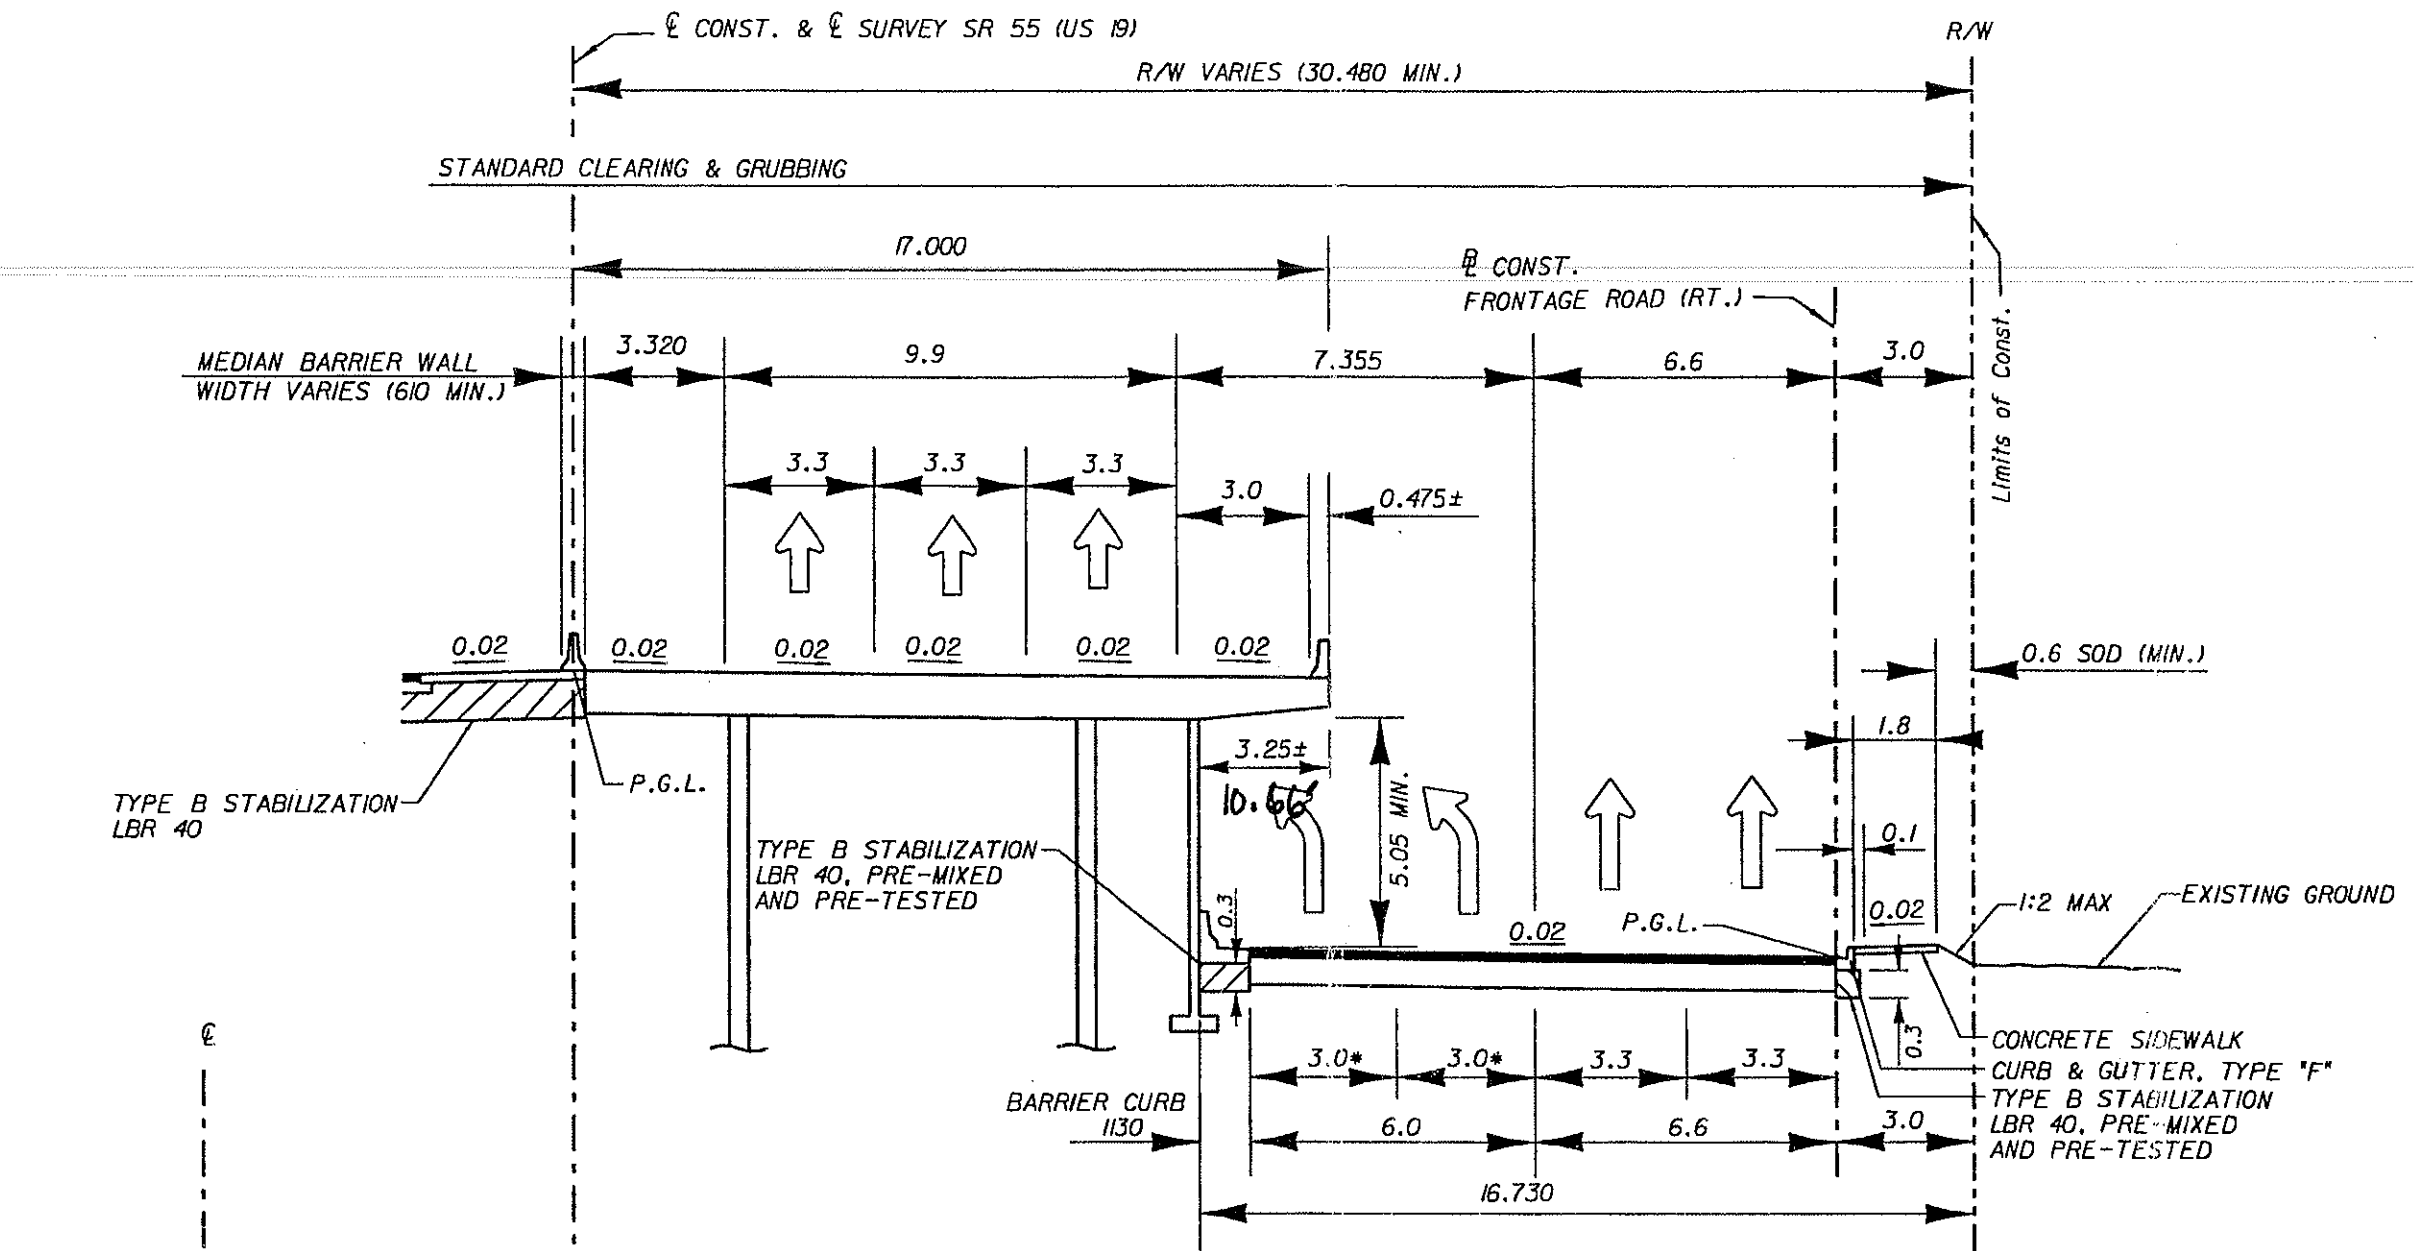 ℄ CONST. & ℄ SURVEY SR 55 (US 19)
R/W
R/W VARIES (30.480 MIN.)
STANDARD CLEARING & GRUBBING
17.000
℄ CONST.
FRONTAGE ROAD (RT.)
Limits of Const.
MEDIAN BARRIER WALL
WIDTH VARIES (610 MIN.)
3.320
9.9
7.355
6.6
3.0
3.3
3.3
3.3
3.0
0.475±
0.02
0.02
0.02
0.02
0.02
0.02
0.6 SOD (MIN.)
1.8
3.25±
10.66'
5.05 MIN.
P.G.L.
TYPE B STABILIZATION
LBR 40
TYPE B STABILIZATION
LBR 40, PRE-MIXED
AND PRE-TESTED
0.3
0.1
0.02
0.02
P.G.L.
1:2 MAX
EXISTING GROUND
℄
0.3
CONCRETE SIDEWALK
CURB & GUTTER, TYPE "F"
TYPE B STABILIZATION
LBR 40, PRE-MIXED
AND PRE-TESTED
3.0*
3.0*
3.3
3.3
BARRIER CURB
1130
6.0
6.6
3.0
16.730